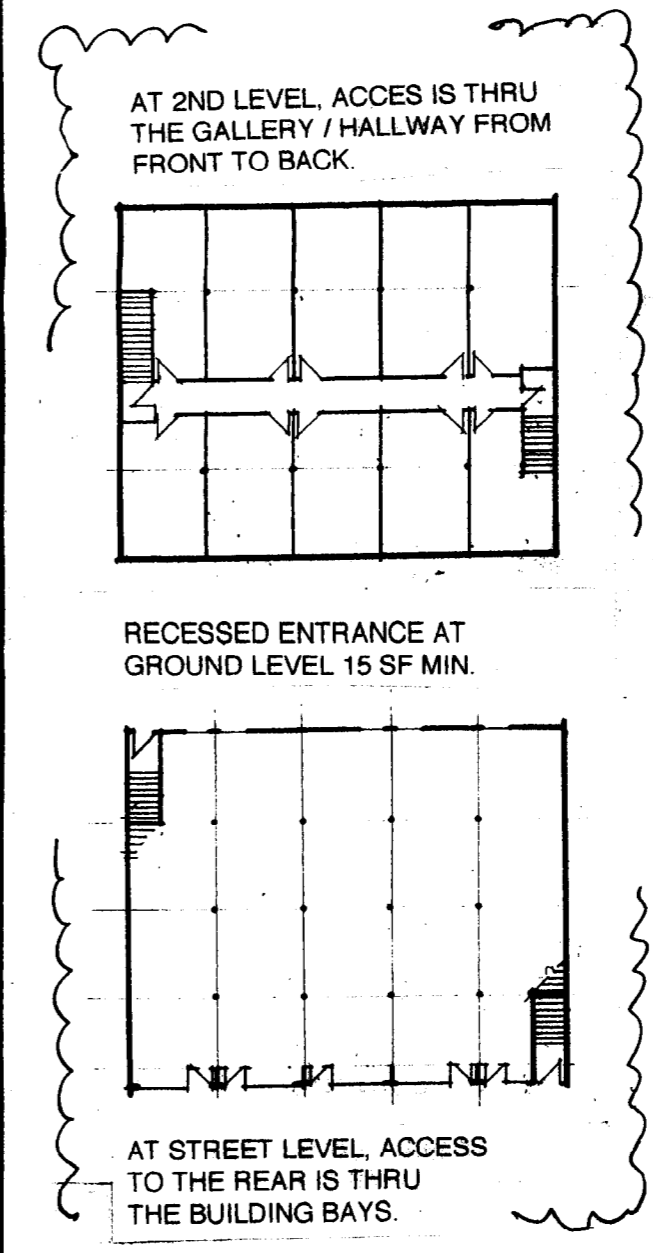 AT 2ND LEVEL, ACCES IS THRU
THE GALLERY / HALLWAY FROM
FRONT TO BACK.
RECESSED ENTRANCE AT
GROUND LEVEL 15 SF MIN.
AT STREET LEVEL, ACCESS
TO THE REAR IS THRU
THE BUILDING BAYS.